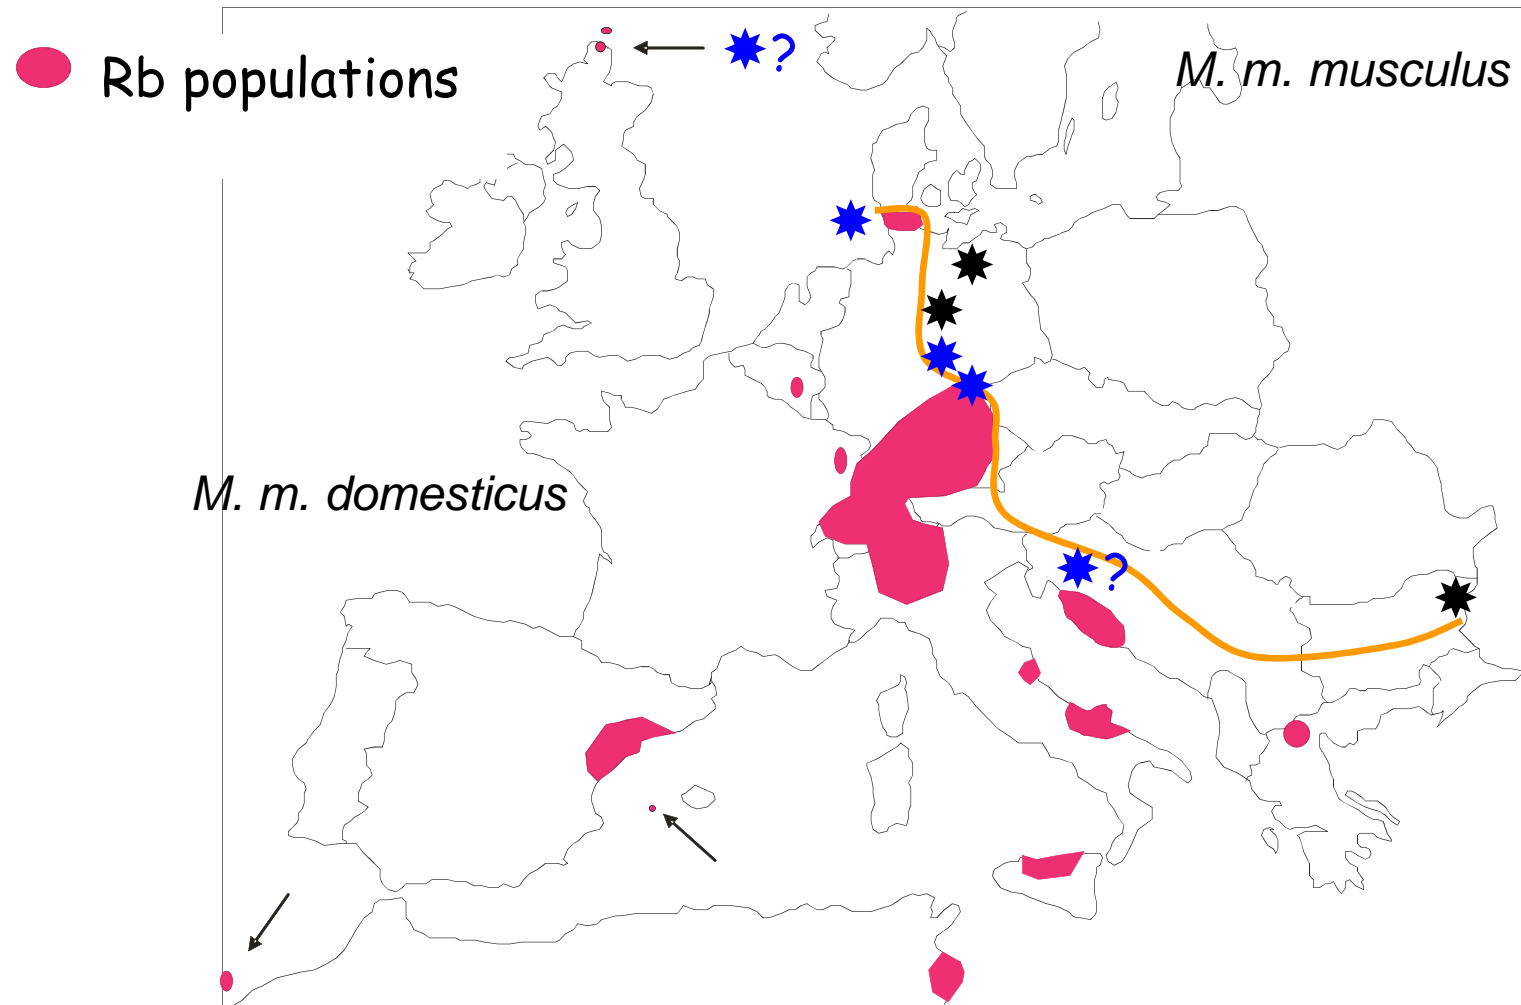 Rb populations
?
M. m. musculus
M. m. domesticus
?